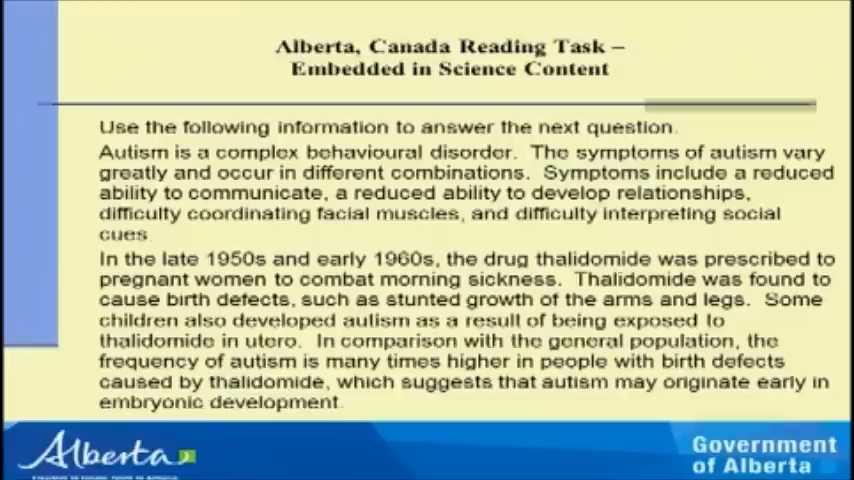 Alberta, Canada Reading Task –
Embedded in Science Content
Use the following information to answer the next question.
Autism is a complex behavioural disorder. The symptoms of autism vary
greatly and occur in different combinations. Symptoms include a reduced
ability to communicate, a reduced ability to develop relationships,
difficulty coordinating facial muscles, and difficulty interpreting social
cues
In the late 1950s and early 1960s, the drug thalidomide was prescribed to
pregnant women to combat morning sickness. Thalidomide was found to
cause birth defects, such as stunted growth of the arms and legs. Some
children also developed autism as a result of being exposed to
thalidomide in utero. In comparison with the general population, the
frequency of autism is many times higher in people with birth defects
caused by thalidomide, which suggests that autism may originate early in
embryonic development.
Alberta
Government
of Alberta